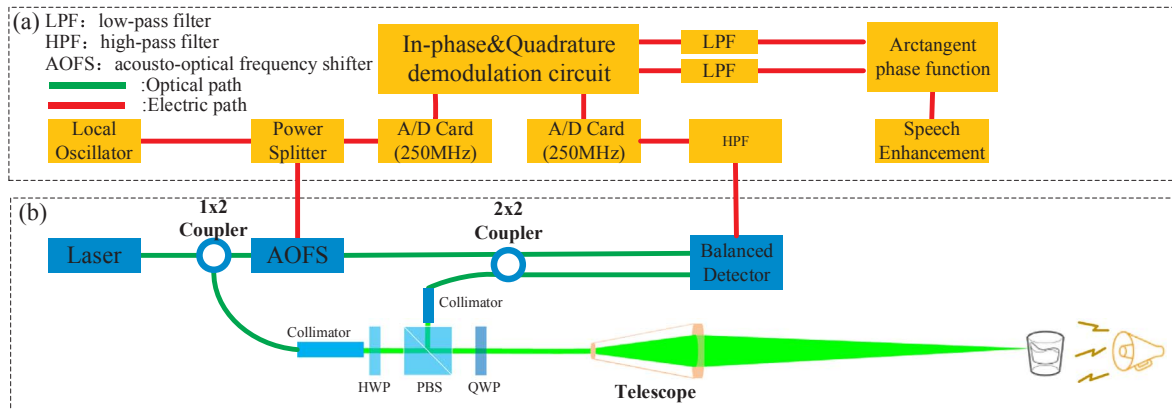 (a)
LPF：low-pass filter
HPF：high-pass filter
AOFS：acousto-optical frequency shifter
:Optical path
:Electric path
In-phase&Quadrature
demodulation circuit
LPF
LPF
Arctangent
phase function
Local
Oscillator
Power
Splitter
A/D Card
(250MHz)
A/D Card
(250MHz)
HPF
Speech
Enhancement
(b)
1x2
Coupler
2x2
Coupler
Laser
AOFS
Balanced
Detector
Collimator
Collimator
HWP
PBS
QWP
Telescope